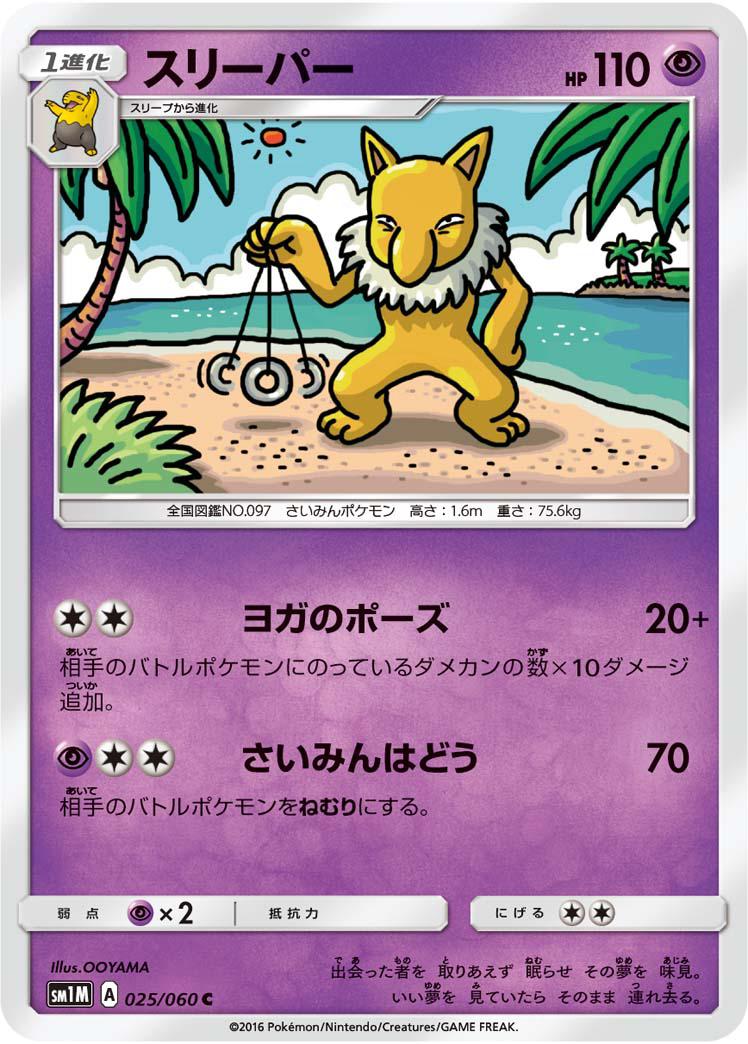 1進化
スリーパー
HP 110
スリープから進化
全国図鑑NO.097 さいみんポケモン 高さ：1.6m 重さ：75.6kg
ヨガのポーズ 20+
相手のバトルポケモンにのっているダメカンの数×10ダメージ
追加。
さいみんはどう 70
相手のバトルポケモンをねむりにする。
弱点 ×2 抵抗力 にげる
Illus.OOYAMA
出会った者を 取りあえず 眠らせ その夢を 味見。
いい夢を 見ていたら そのまま 連れ去る。
SM1M A 025/060 C
©2016 Pokémon/Nintendo/Creatures/GAME FREAK.